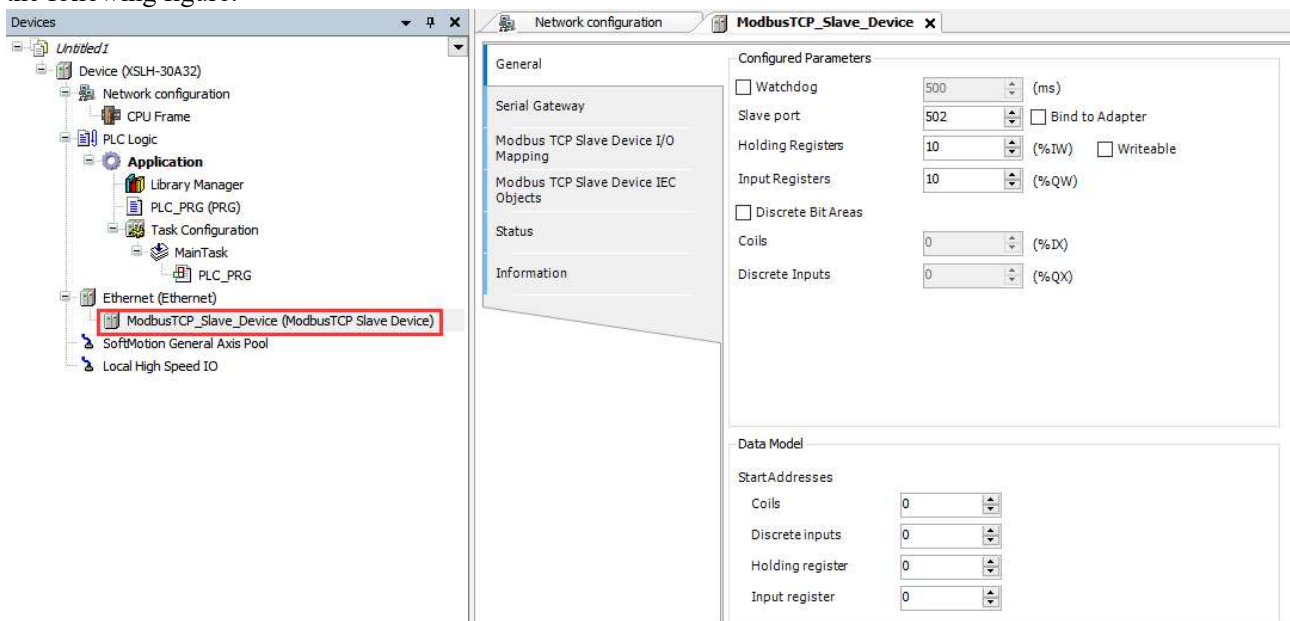 the following figure.
Devices
Untitled1
Device (XSLH-30A32)
Network configuration
CPU Frame
PLC Logic
Application
Library Manager
PLC_PRG (PRG)
Task Configuration
MainTask
PLC_PRG
Ethernet (Ethernet)
ModbusTCP_Slave_Device (ModbusTCP Slave Device)
SoftMotion General Axis Pool
Local High Speed IO
Network configuration
ModbusTCP_Slave_Device
General
Serial Gateway
Modbus TCP Slave Device I/O
Mapping
Modbus TCP Slave Device IEC
Objects
Status
Information
Configured Parameters
Watchdog 500 (ms)
Slave port 502 Bind to Adapter
Holding Registers 10 (%IW) Writeable
Input Registers 10 (%QW)
Discrete Bit Areas
Coils 0 (%IX)
Discrete Inputs 0 (%QX)
Data Model
StartAddresses
Coils 0
Discrete inputs 0
Holding register 0
Input register 0